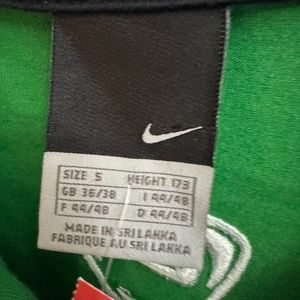 SIZE S HEIGHT 173
GB 36/38 I 44/48
F 44/48 D 44/48
MADE IN SRI LANKA
FABRIQUE AU SRI LANKA